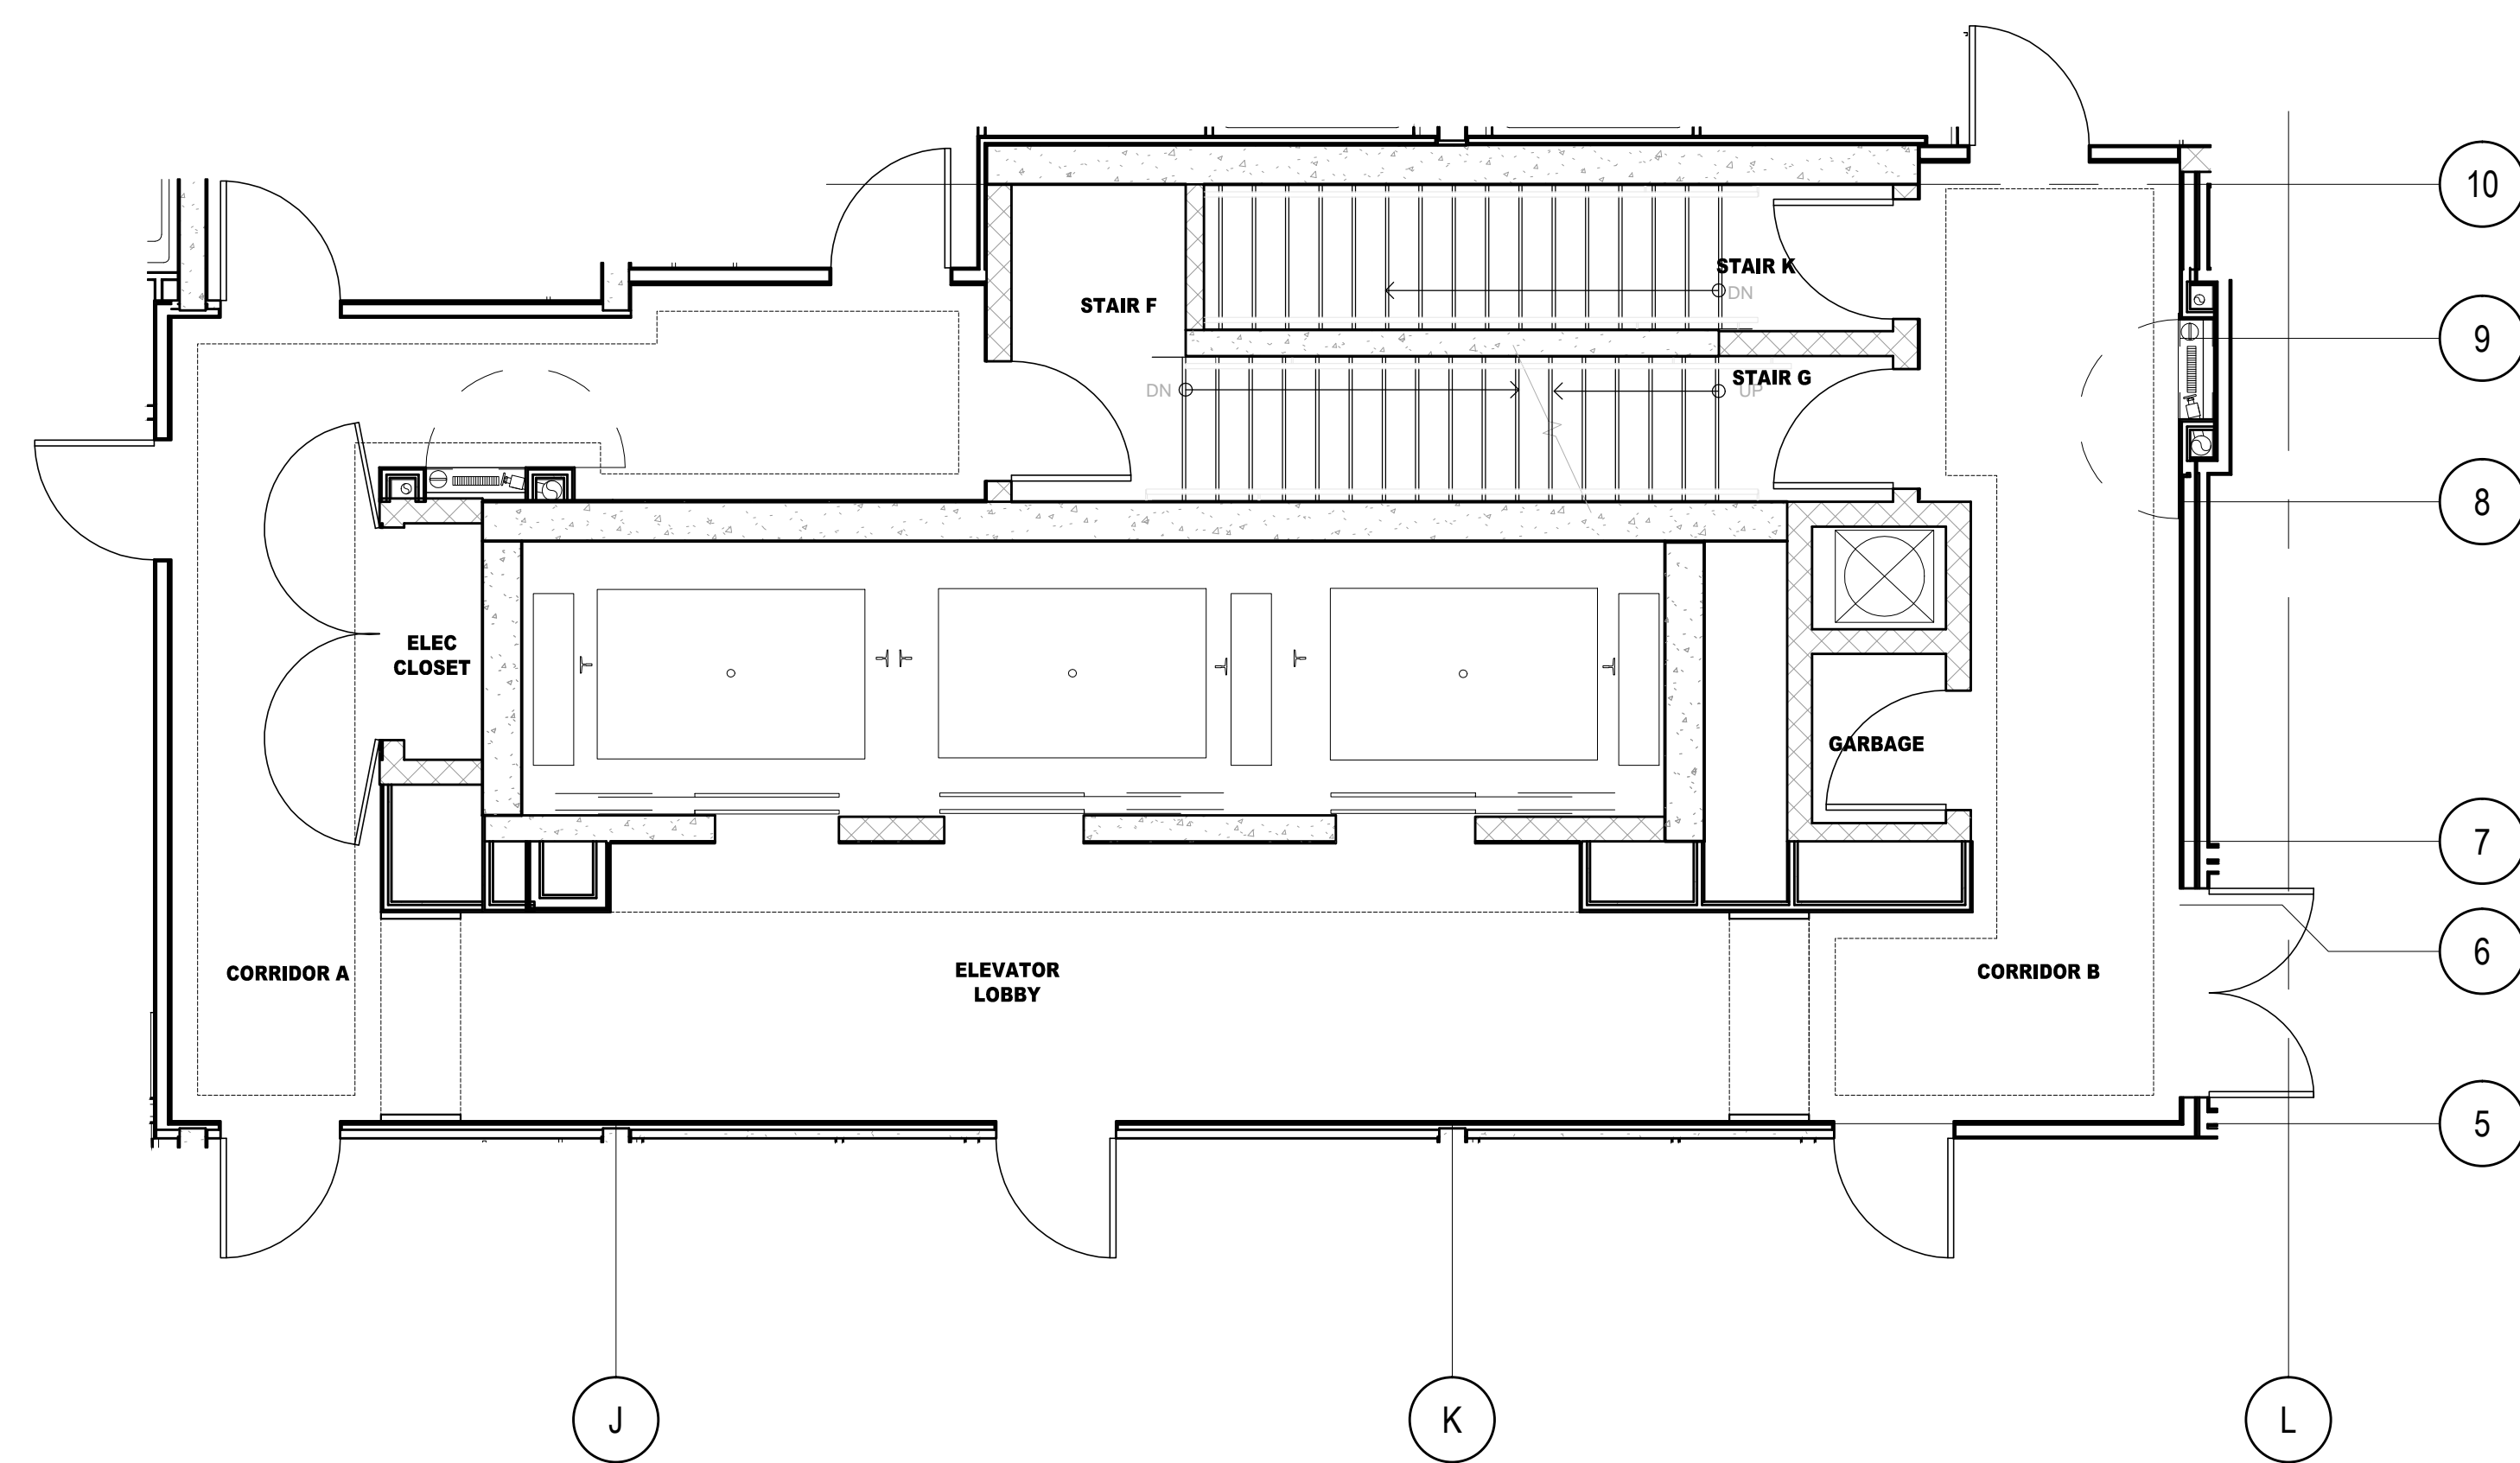 10
STAIR K
DN
STAIR F
9
STAIR G
DN
UP
8
ELEC
CLOSET
GARBAGE
7
6
CORRIDOR A
ELEVATOR
LOBBY
CORRIDOR B
5
J
K
L